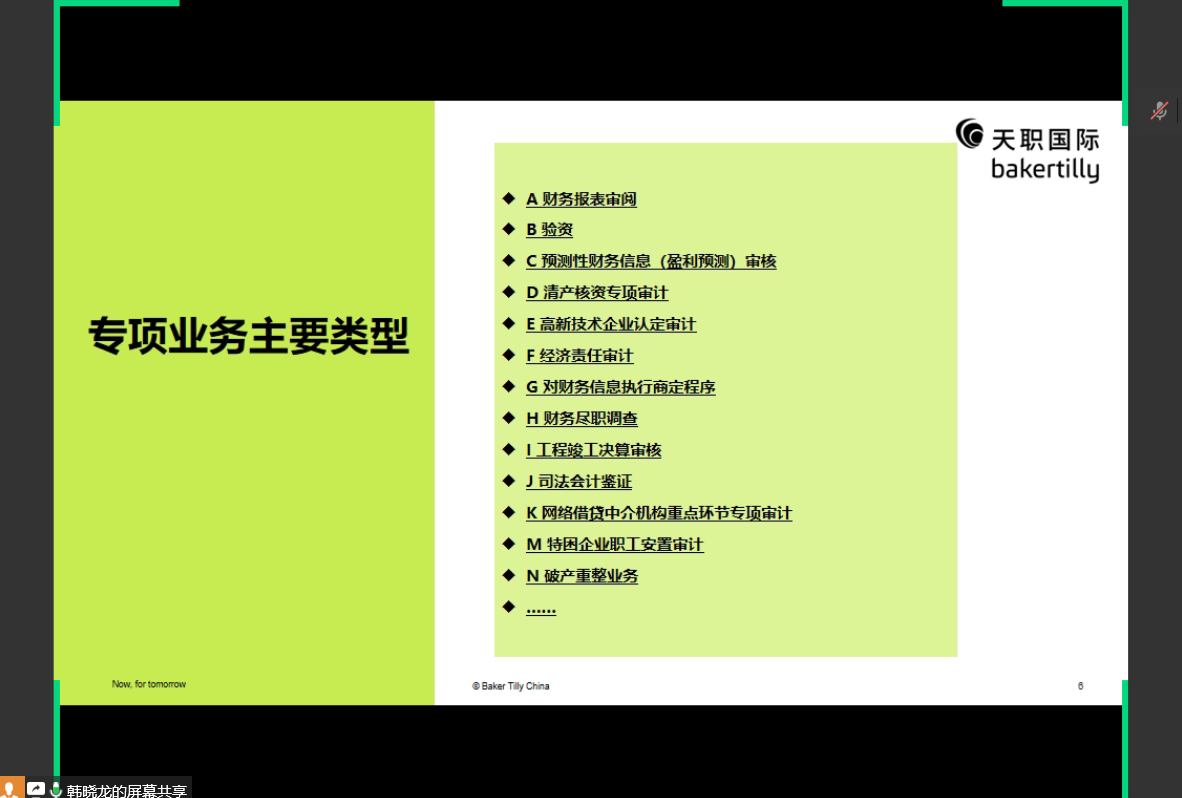 天职国际
bakertilly
专项业务主要类型
◆ A 财务报表审阅
◆ B 验资
◆ C 预测性财务信息（盈利预测）审核
◆ D 清产核资专项审计
◆ E 高新技术企业认定审计
◆ F 经济责任审计
◆ G 对财务信息执行商定程序
◆ H 财务尽职调查
◆ I 工程竣工决算审核
◆ J 司法会计鉴证
◆ K 网络借贷中介机构重点环节专项审计
◆ M 特困企业职工安置审计
◆ N 破产重整业务
◆ ......
Now, for tomorrow
© Baker Tilly China
6
韩晓龙的屏幕共享